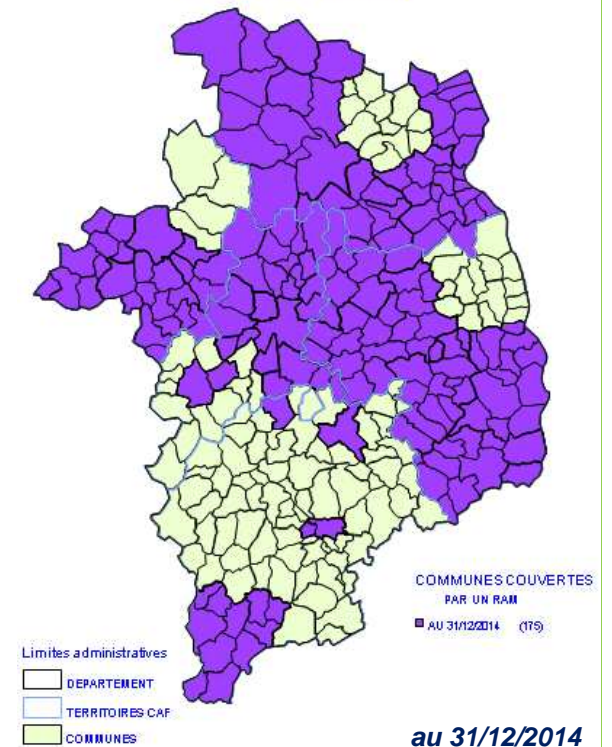 COMMUNES COUVERTES
PAR UN RAM
AU 31/12/2014 (175)
Limites administratives
DEPARTEMENT
TERRITOIRES CAF
COMMUNES
au 31/12/2014